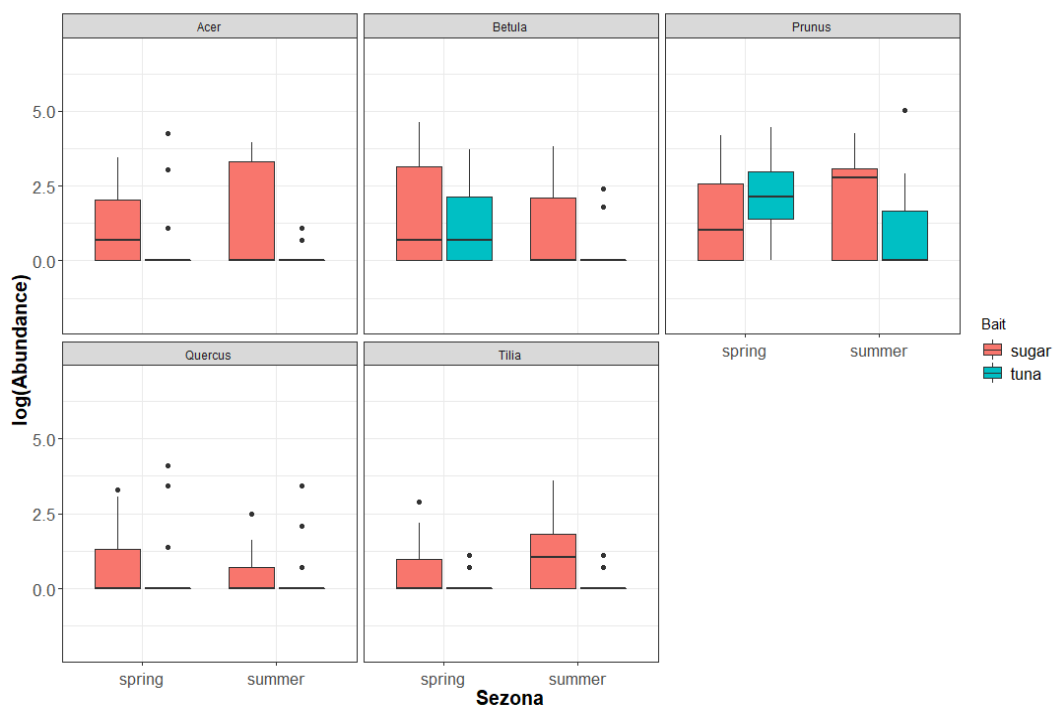 Acer
Betula
Prunus
5.0
2.5
0.0
spring
summer
Quercus
Tilia
5.0
2.5
0.0
spring
summer
spring
summer
log(Abundance)
Sezona
Bait
sugar
tuna